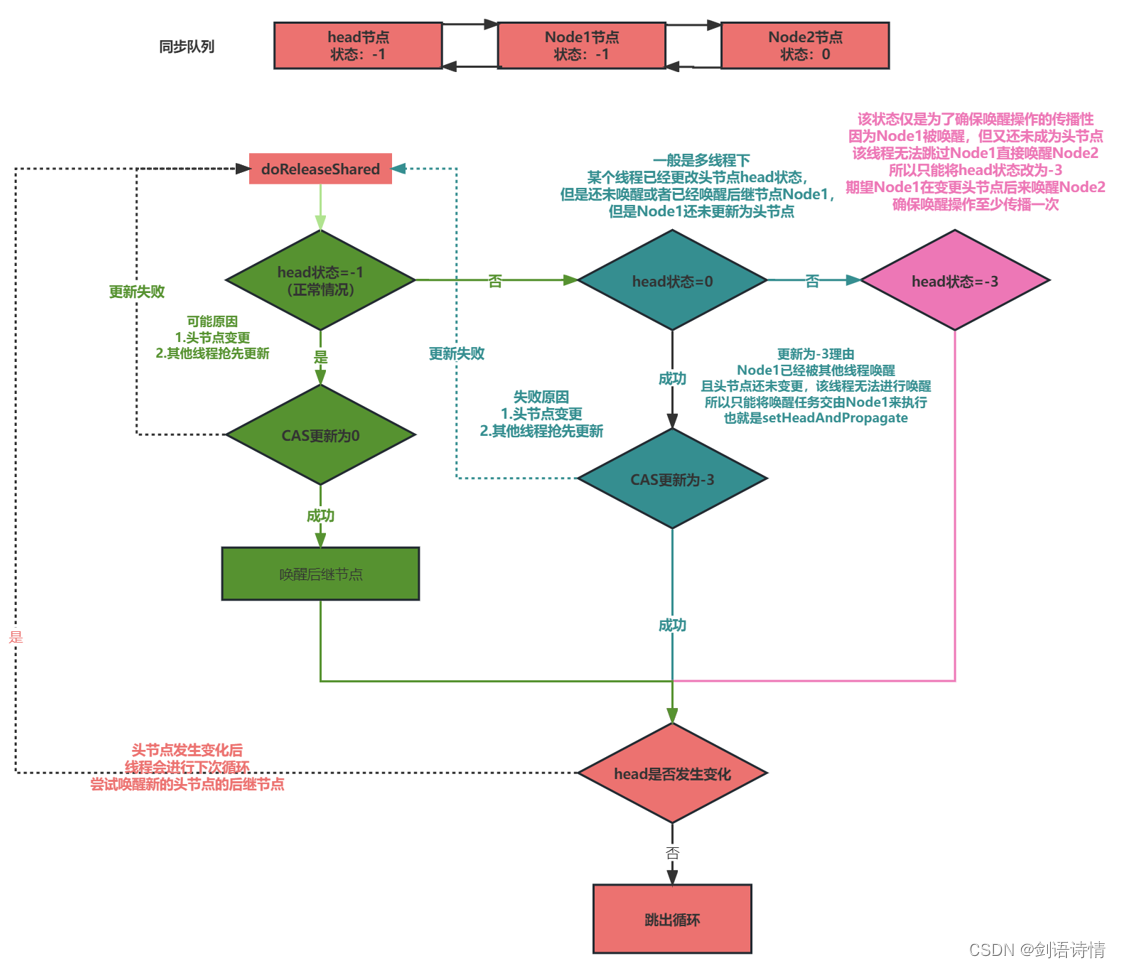 同步队列
head节点
状态：-1
Node1节点
状态：-1
Node2节点
状态：0
该状态仅是为了确保唤醒操作的传播性
因为Node1被唤醒，但又还未成为头节点
该线程无法跳过Node1直接唤醒Node2
所以只能将head状态改为-3
期望Node1在变更头节点后来唤醒Node2
确保唤醒操作至少传播一次
一般是多线程下
某个线程已经更改头节点head状态，
但是还未唤醒或者已经唤醒后继节点Node1，
但是Node1还未更新为头节点
doReleaseShared
head状态=-1
（正常情况）
否
head状态=0
否
head状态=-3
更新失败
可能原因
1.头节点变更
2.其他线程抢先更新
是
更新失败
成功
更新为-3理由
Node1已经被其他线程唤醒
且头节点还未变更，该线程无法进行唤醒
所以只能将唤醒任务交由Node1来执行
也就是setHeadAndPropagate
失败原因
1.头节点变更
2.其他线程抢先更新
CAS更新为0
CAS更新为-3
成功
唤醒后继节点
成功
是
头节点发生变化后
线程会进行下次循环
尝试唤醒新的头节点的后继节点
head是否发生变化
否
跳出循环
CSDN @剑语诗情